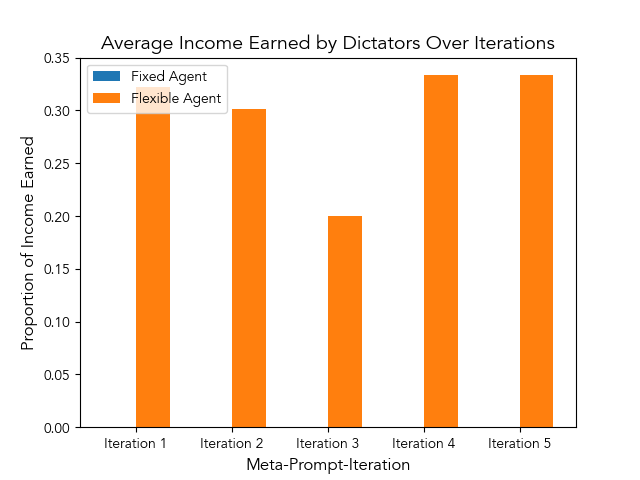 Average Income Earned by Dictators Over Iterations
Fixed Agent
Flexible Agent
0.35
0.30
0.25
0.20
0.15
0.10
0.05
0.00
Proportion of Income Earned
Iteration 1
Iteration 2
Iteration 3
Iteration 4
Iteration 5
Meta-Prompt-Iteration